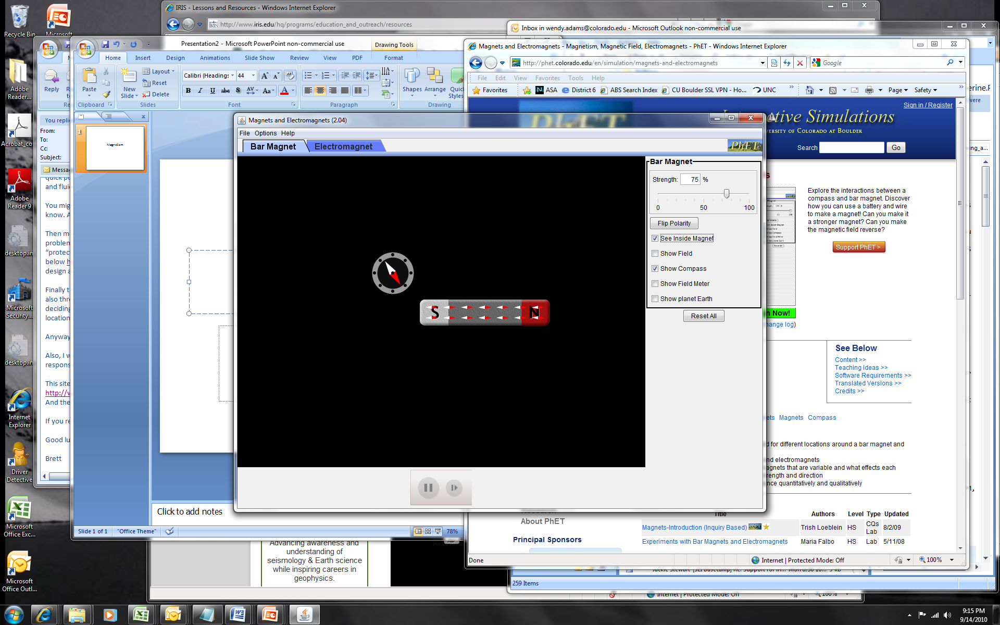 Recycle Bin
Microsoft
Adobe
Reader...
Acrobat_co
Adobe
Reader 9
desktop.in
Microsoft
Security...
desktop.in
Internet
Explorer
Driver
Detective
Microsoft
Office Exc...
Microsoft
Office Outl...
IRIS - Lessons and Resources - Windows Internet Explorer
http://www.iris.edu/hq/programs/education_and_outreach/resources
Inbox in wendy.adams@colorado.edu - Microsoft Outlook non-commercial use
Reply
You replie
From:
To:
Cc:
Subject:
Messa
and fluid
You mig
know. A
Then m
problem
"protec
below h
design a
Finally t
also thr
deciding
location
Anyway
Also, I w
respons
This site
http://v
And the
If you re
Good lu
Brett
Presentation2 - Microsoft PowerPoint non-commercial use
Drawing Tools
Home Insert Design Animations Slide Show Review View PDF Format
Paste
Clipboard
New
Slide
Layout
Reset
Delete
Slides
Calibri (Headings 44
B I U abc S AV Aa A
Font
Paragraph
Shapes Arrange Quick
Styles
Drawing
1
Magnetism
Click to add notes
Slide 1 of 1 "Office Theme" 78%
Magnets and Electromagnets - Magnetism, Magnetic Field, Electromagnets - PhET - Windows Internet Explorer
http://phet.colorado.edu/en/simulation/magnets-and-electromagnets
Google
File Edit View Favorites Tools Help
Favorites ASA District 6 ABS Search Index CU Boulder SSL VPN - Ho... UNC
Page Safety
Sign in / Register
tive Simulations
VERSITY OF COLORADO AT BOULDER
Search Go
Explore the interactions between a
compass and bar magnet. Discover
how you can use a battery and wire
to make a magnet! Can you make it
a stronger magnet? Can you make
the magnetic field reverse?
Support PhET >
n Now!
hange log)
See Below
Content >>
Teaching Ideas >>
Software Requirements >>
Translated Versions >>
Credits >>
ets Magnets Compass
d for different locations around a bar magnet and
nd electromagnets
agnets that are variable and what effects each
rength and direction
nce quantitatively and qualitatively
Title Authors Level Type Updated
Magnets-Introduction (Inquiry Based) Trish Loeblein HS CQs Lab 8/2/09
Experiments with Bar Magnets and Electromagnets Maria Falbo HS Lab 5/11/08
About PhET
Principal Sponsors
Done Internet | Protected Mode: Off 100%
259 Items
Internet | Protected Mode: Off 100%
Magnets and Electromagnets (2.04)
File Options Help
Bar Magnet Electromagnet
PhET
S N
Bar Magnet
Strength: 75 %
0 50 100
Flip Polarity
See Inside Magnet
Show Field
Show Compass
Show Field Meter
Show planet Earth
Reset All
Advancing awareness and
understanding of
seismology & Earth science
while inspiring careers in
geophysics.
9:15 PM
9/14/2010